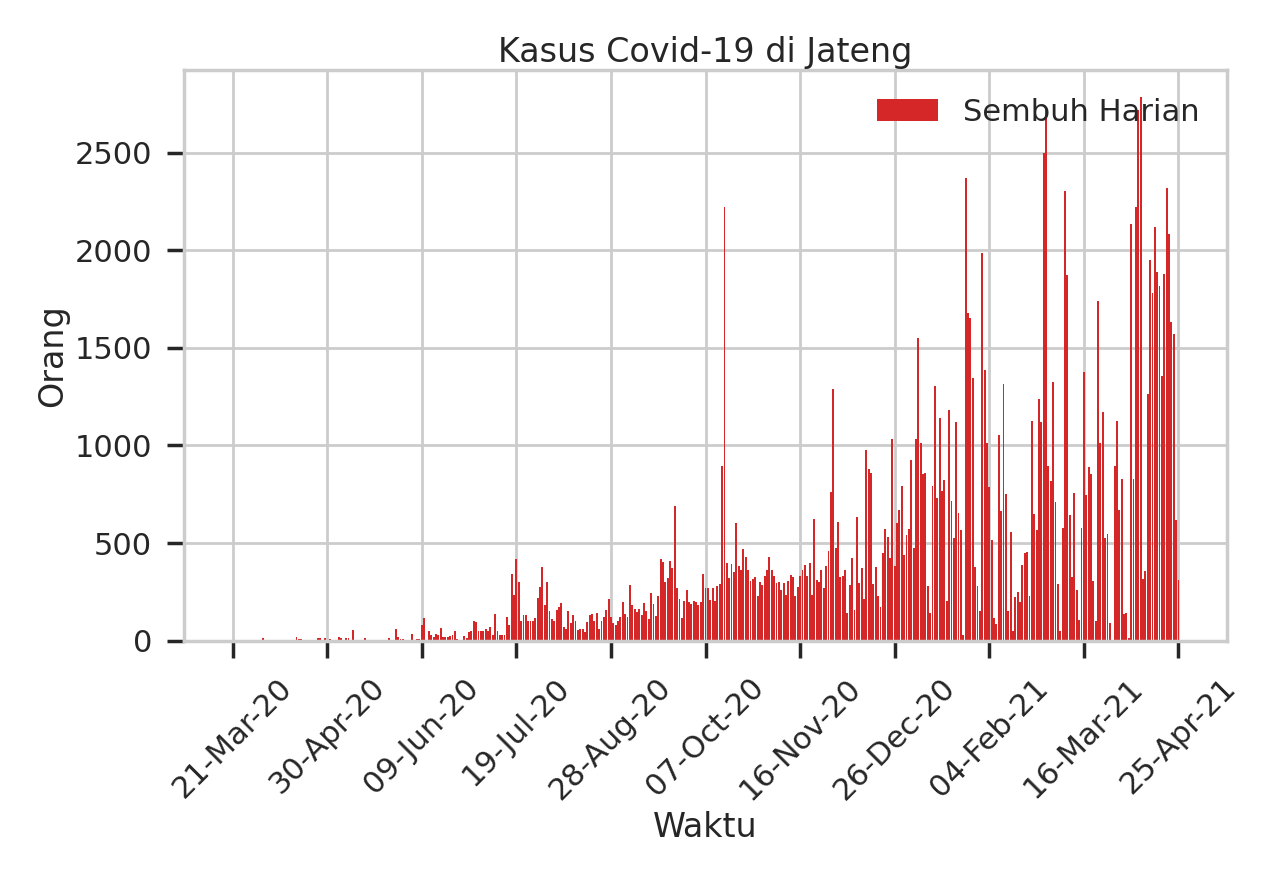 Kasus Covid-19 di Jateng
Sembuh Harian
Orang
2500
2000
1500
1000
500
0
21-Mar-20
30-Apr-20
09-Jun-20
19-Jul-20
28-Aug-20
07-Oct-20
16-Nov-20
26-Dec-20
04-Feb-21
16-Mar-21
25-Apr-21
Waktu